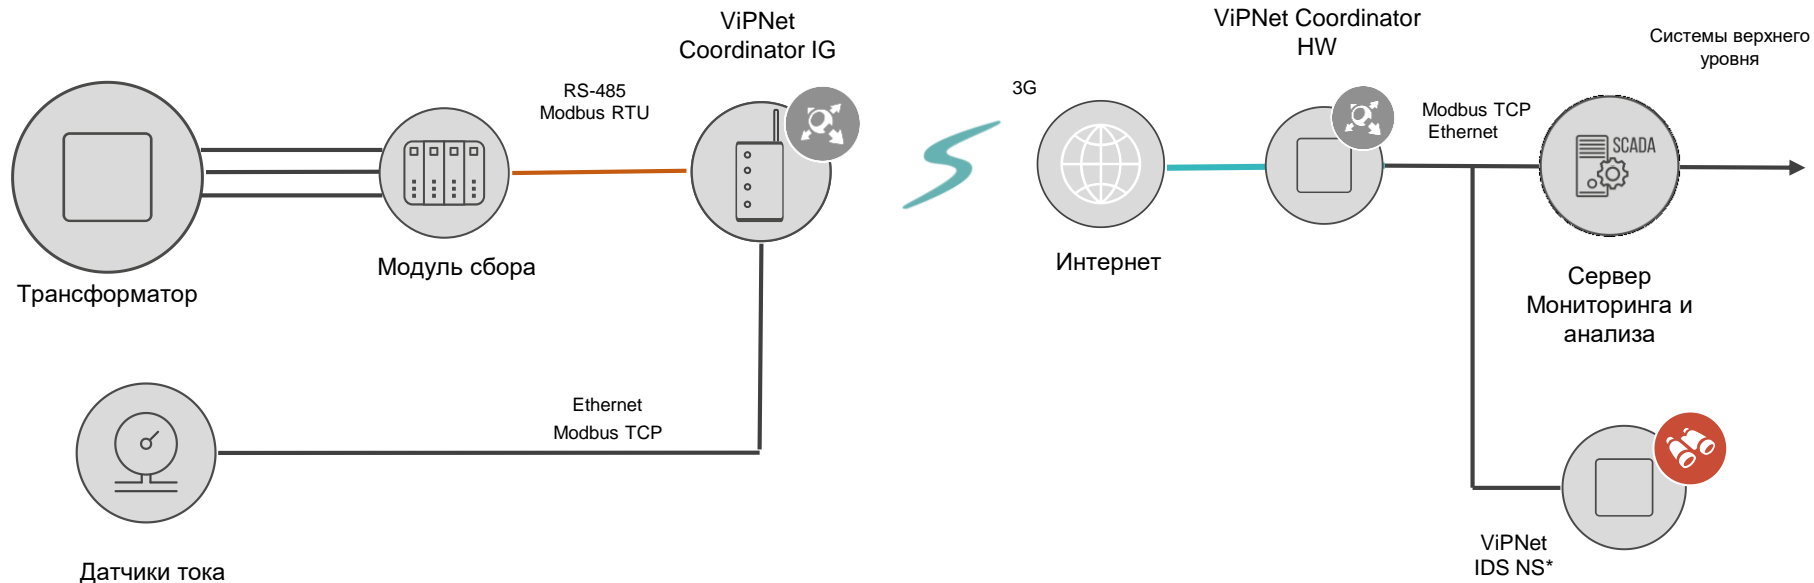 ViPNet
Coordinator IG
ViPNet Coordinator
HW
Системы верхнего
уровня
RS-485
Modbus RTU
3G
Modbus TCP
Ethernet
SCADA
Модуль сбора
Интернет
Трансформатор
Сервер
Мониторинга и
анализа
Ethernet
Modbus TCP
ViPNet
IDS NS*
Датчики тока